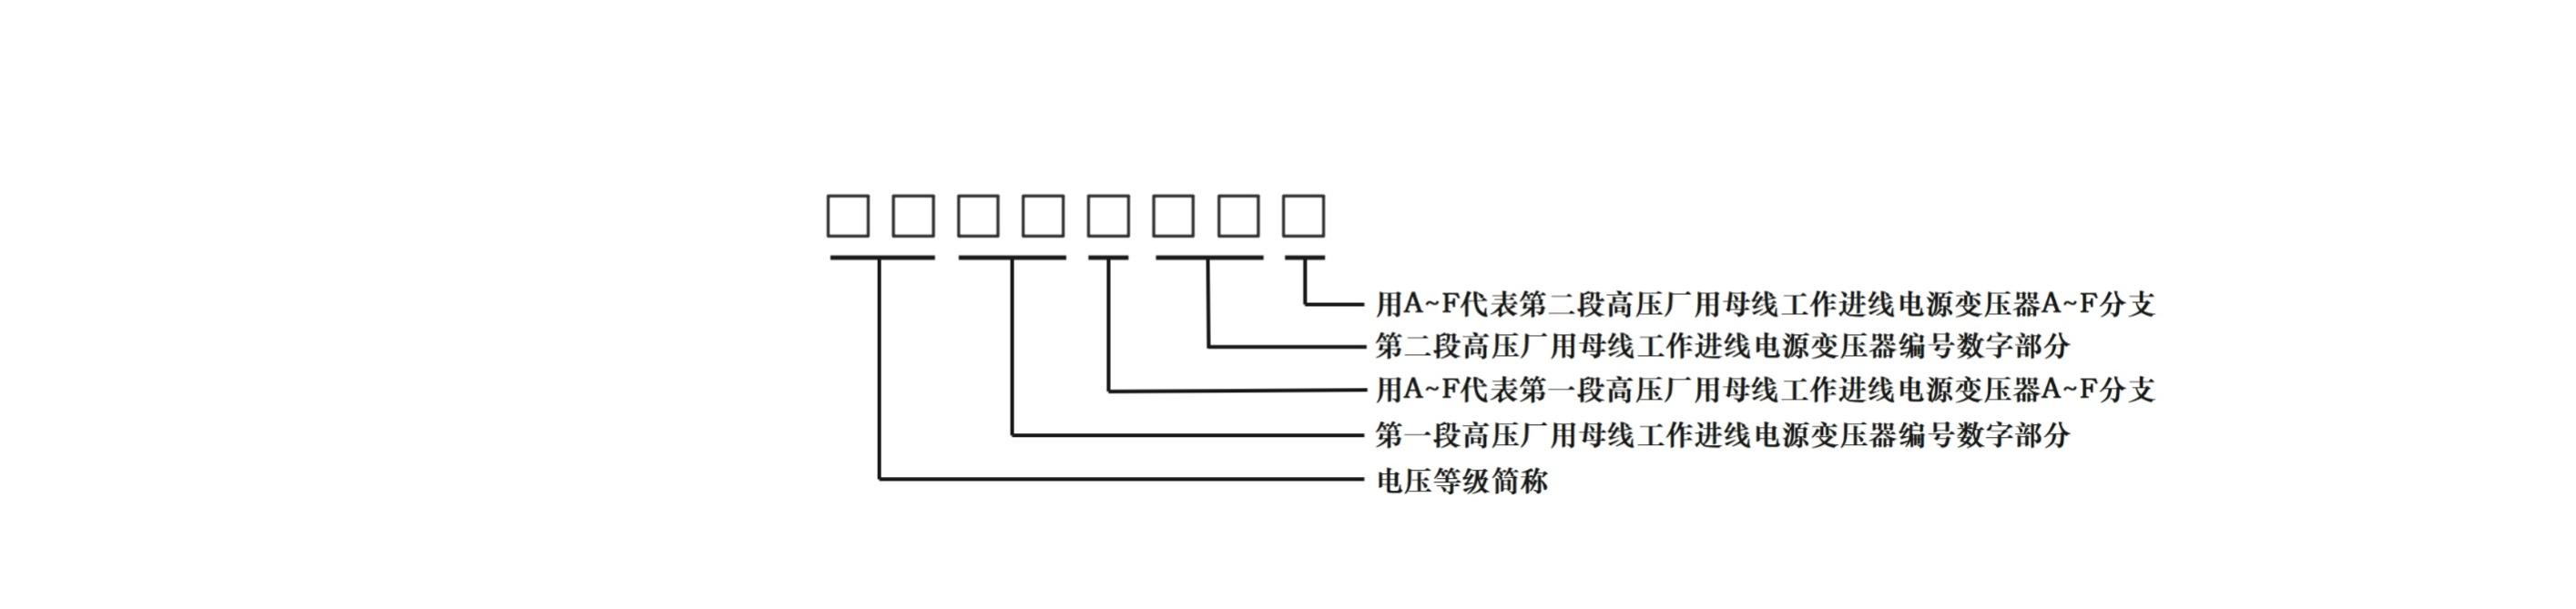 用A~F代表第二段高压厂用母线工作进线电源变压器A~F分支
第二段高压厂用母线工作进线电源变压器编号数字部分
用A~F代表第一段高压厂用母线工作进线电源变压器A~F分支
第一段高压厂用母线工作进线电源变压器编号数字部分
电压等级简称